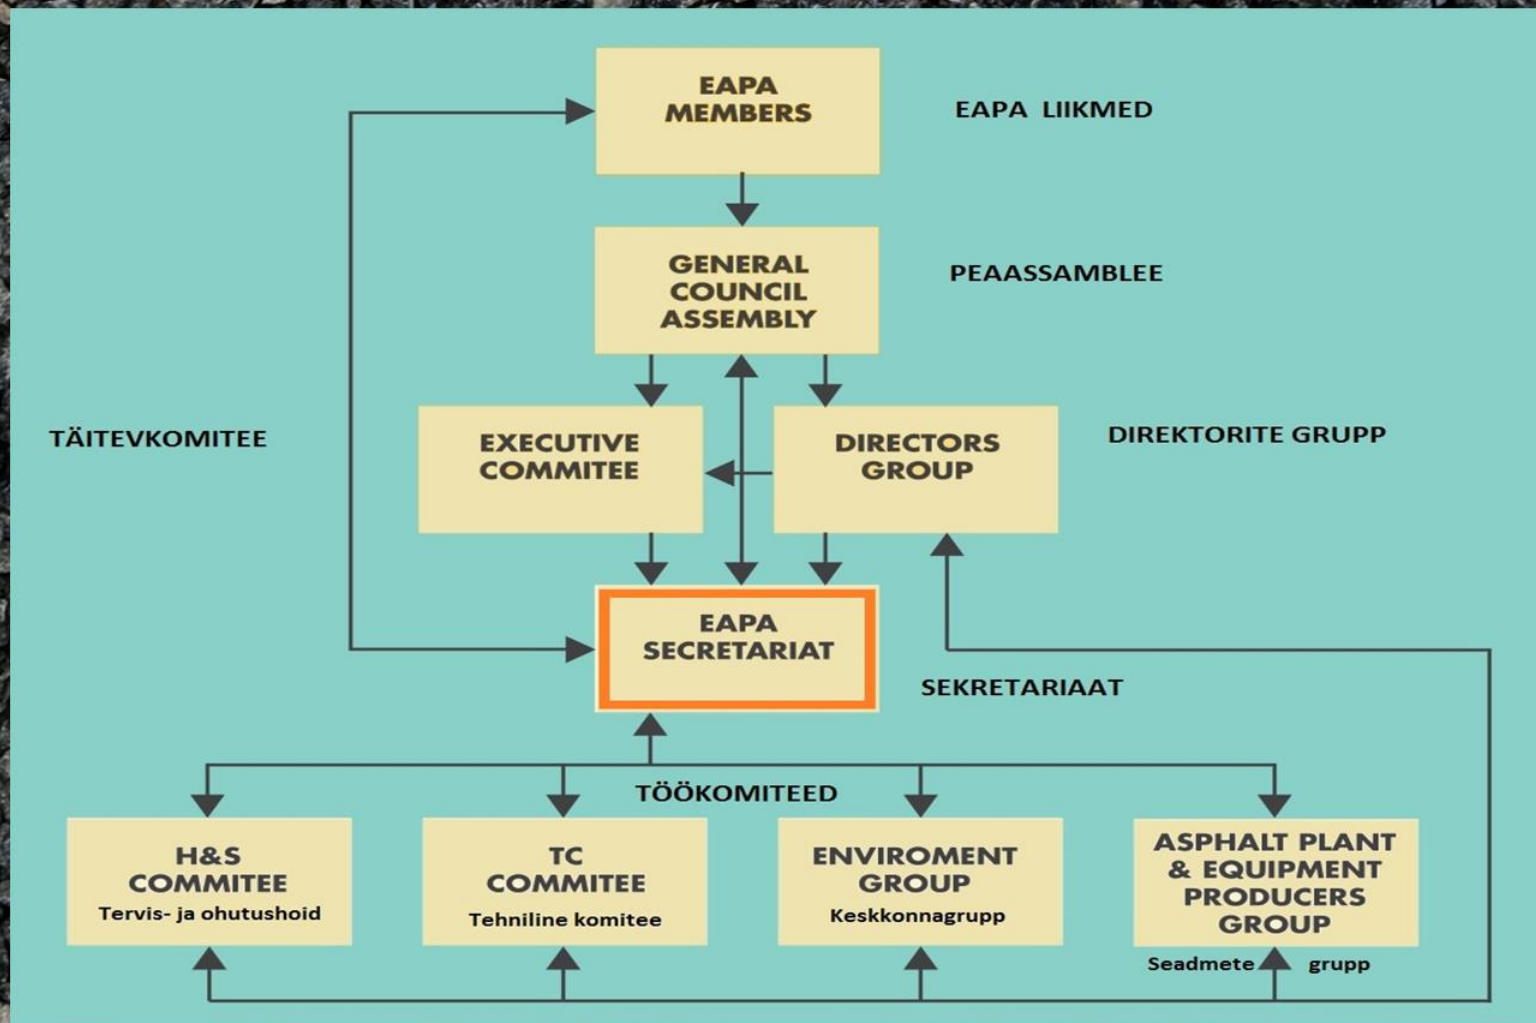 EAPA
MEMBERS
EAPA LIIKMED
GENERAL
COUNCIL
ASSEMBLY
PEAASSAMBLEE
TÄITEVKOMITEE
EXECUTIVE
COMMITEE
DIRECTORS
GROUP
DIREKTORITE GRUPP
EAPA
SECRETARIAT
SEKRETARIAAT
TÖÖKOMITEED
H&S
COMMITEE
Tervis- ja ohutushoid
TC
COMMITEE
Tehniline komitee
ENVIROMENT
GROUP
Keskkonnagrupp
ASPHALT PLANT
& EQUIPMENT
PRODUCERS
GROUP
Seadmete grupp